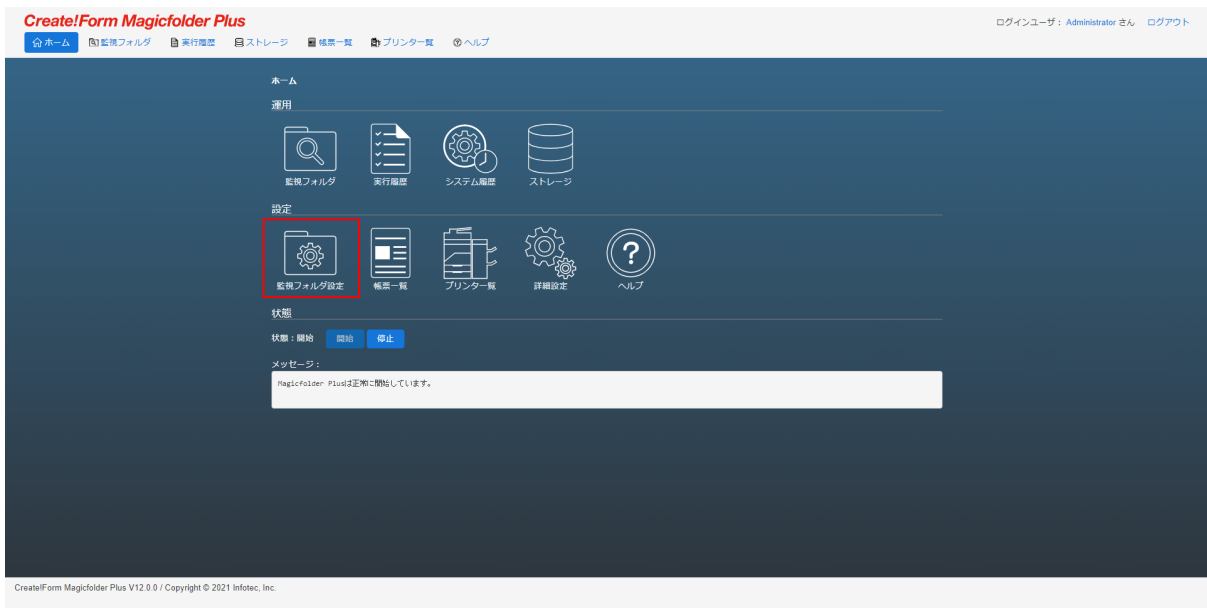 Create!Form Magicfolder Plus
ログインユーザ： Administrator さん ログアウト
ホーム 監視フォルダ 実行履歴 ストレージ 帳票一覧 プリンター覧 ヘルプ
ホーム
運用
監視フォルダ 実行履歴 システム履歴 ストレージ
設定
監視フォルダ設定 帳票一覧 プリンター覧 詳細設定 ヘルプ
状態
状態：開始 開始 停止
メッセージ：
Magicfolder Plusは正常に開始しています。
Create!Form Magicfolder Plus V12.0.0 / Copyright © 2021 Infotec, Inc.